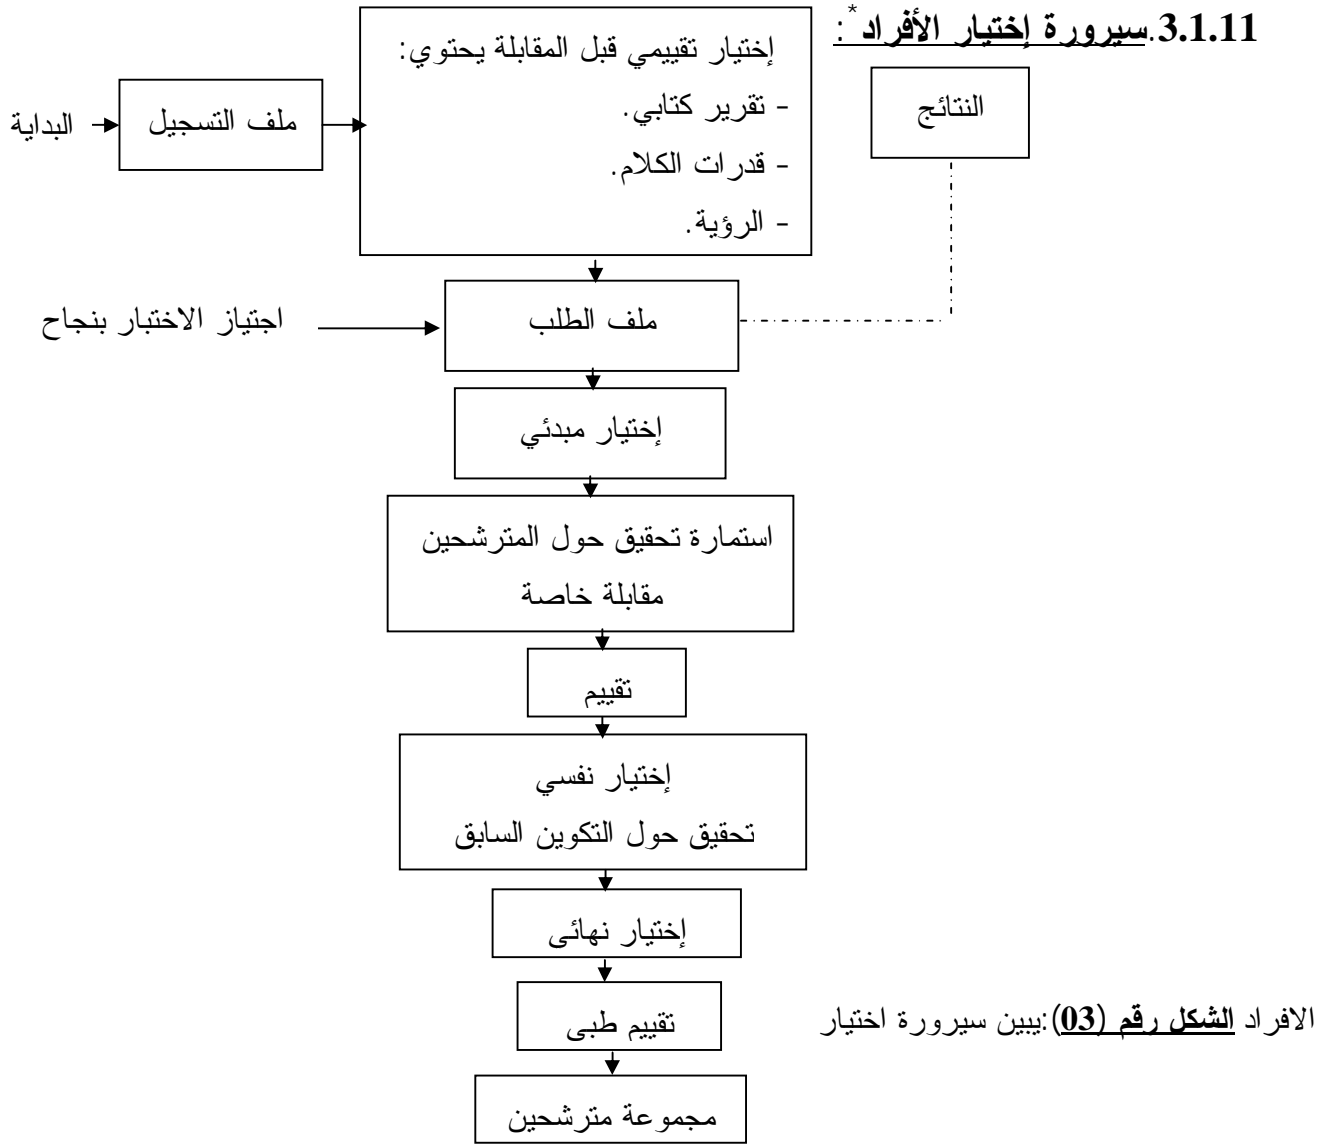 3.1.11.سيرورة إختيار الأفراد*:
إختيار تقييمي قبل المقابلة يحتوي:
- تقرير كتابي.
- قدرات الكلام.
- الرؤية.
النتائج
ملف التسجيل
البداية
ملف الطلب
اجتياز الاختبار بنجاح
إختيار مبدئي
استمارة تحقيق حول المترشحين
مقابلة خاصة
تقييم
إختيار نفسي
تحقيق حول التكوين السابق
إختيار نهائى
تقييم طبى
الافراد الشكل رقم (03):يبين سيرورة اختيار
مجموعة مترشحين